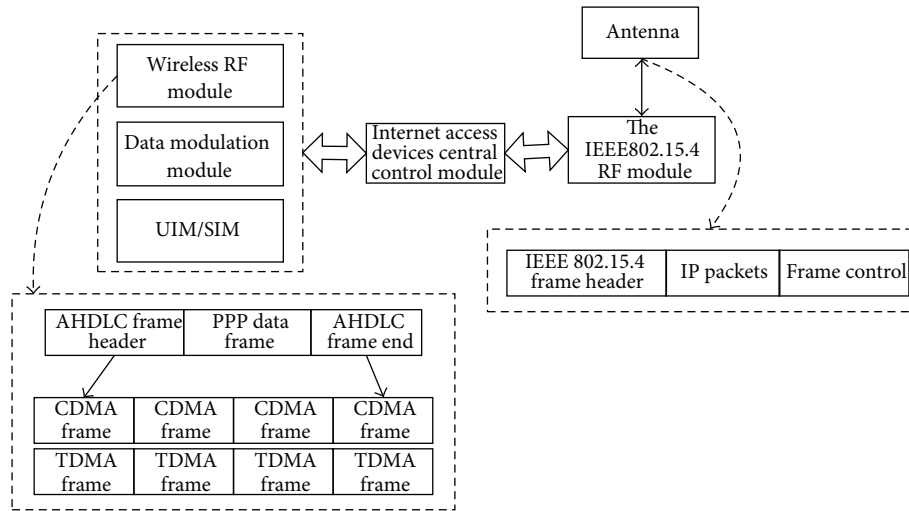 Antenna
Wireless RF
module
Data modulation
module
UIM/SIM
Internet access
devices central
control module
The
IEEE802.15.4
RF module
IEEE 802.15.4
frame header
IP packets
Frame control
AHDLC frame
header
PPP data
frame
AHDLC
frame end
CDMA
frame
CDMA
frame
CDMA
frame
CDMA
frame
TDMA
frame
TDMA
frame
TDMA
frame
TDMA
frame